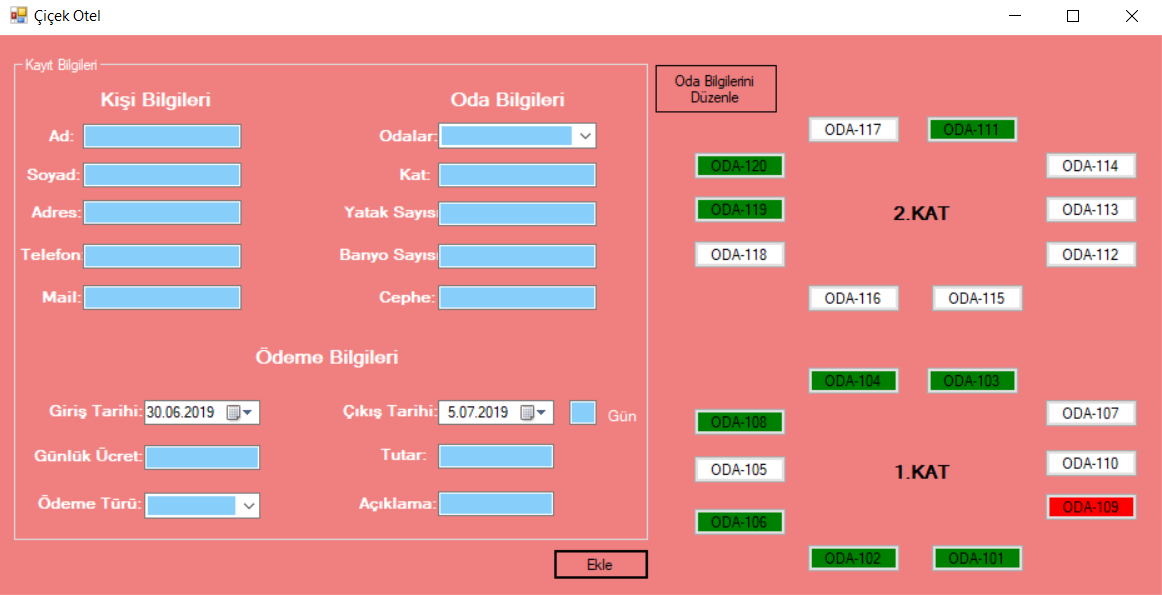 Çiçek Otel
Kayıt Bilgileri
Kişi Bilgileri
Ad:
Soyad:
Adres:
Telefon:
Mail:
Oda Bilgileri
Odalar:
Kat:
Yatak Sayısı
Banyo Sayısı
Cephe:
Ödeme Bilgileri
Giriş Tarihi: 30.06.2019
Çıkış Tarihi: 5.07.2019 Gün
Günlük Ücret:
Tutar:
Ödeme Türü:
Açıklama:
Ekle
Oda Bilgilerini
Düzenle
ODA-117
ODA-111
ODA-120
ODA-114
ODA-119
2.KAT
ODA-113
ODA-118
ODA-112
ODA-116
ODA-115
ODA-104
ODA-103
ODA-108
ODA-107
ODA-105
1.KAT
ODA-110
ODA-109
ODA-106
ODA-102
ODA-101